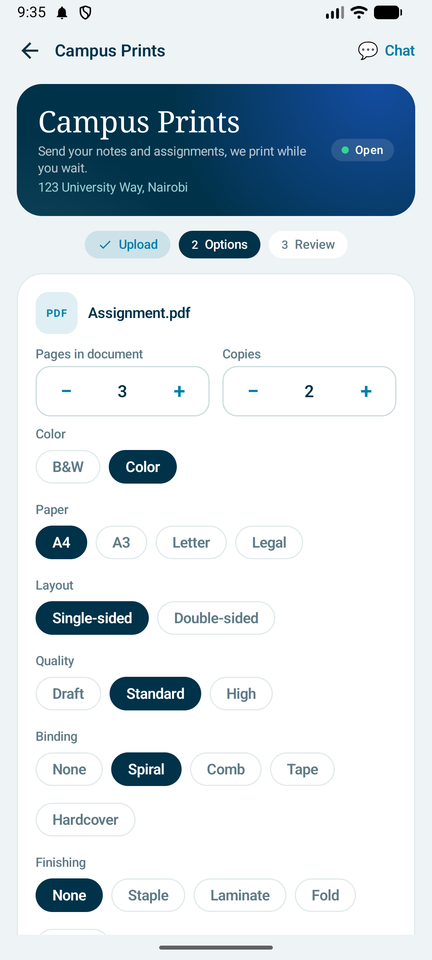 9:35
Campus Prints
Chat
Campus Prints
Send your notes and assignments, we print while
you wait.
123 University Way, Nairobi
Open
Upload
2 Options
3 Review
PDF
Assignment.pdf
Pages in document
Copies
− 3 +
− 2 +
Color
B&W
Color
Paper
A4
A3
Letter
Legal
Layout
Single-sided
Double-sided
Quality
Draft
Standard
High
Binding
None
Spiral
Comb
Tape
Hardcover
Finishing
None
Staple
Laminate
Fold